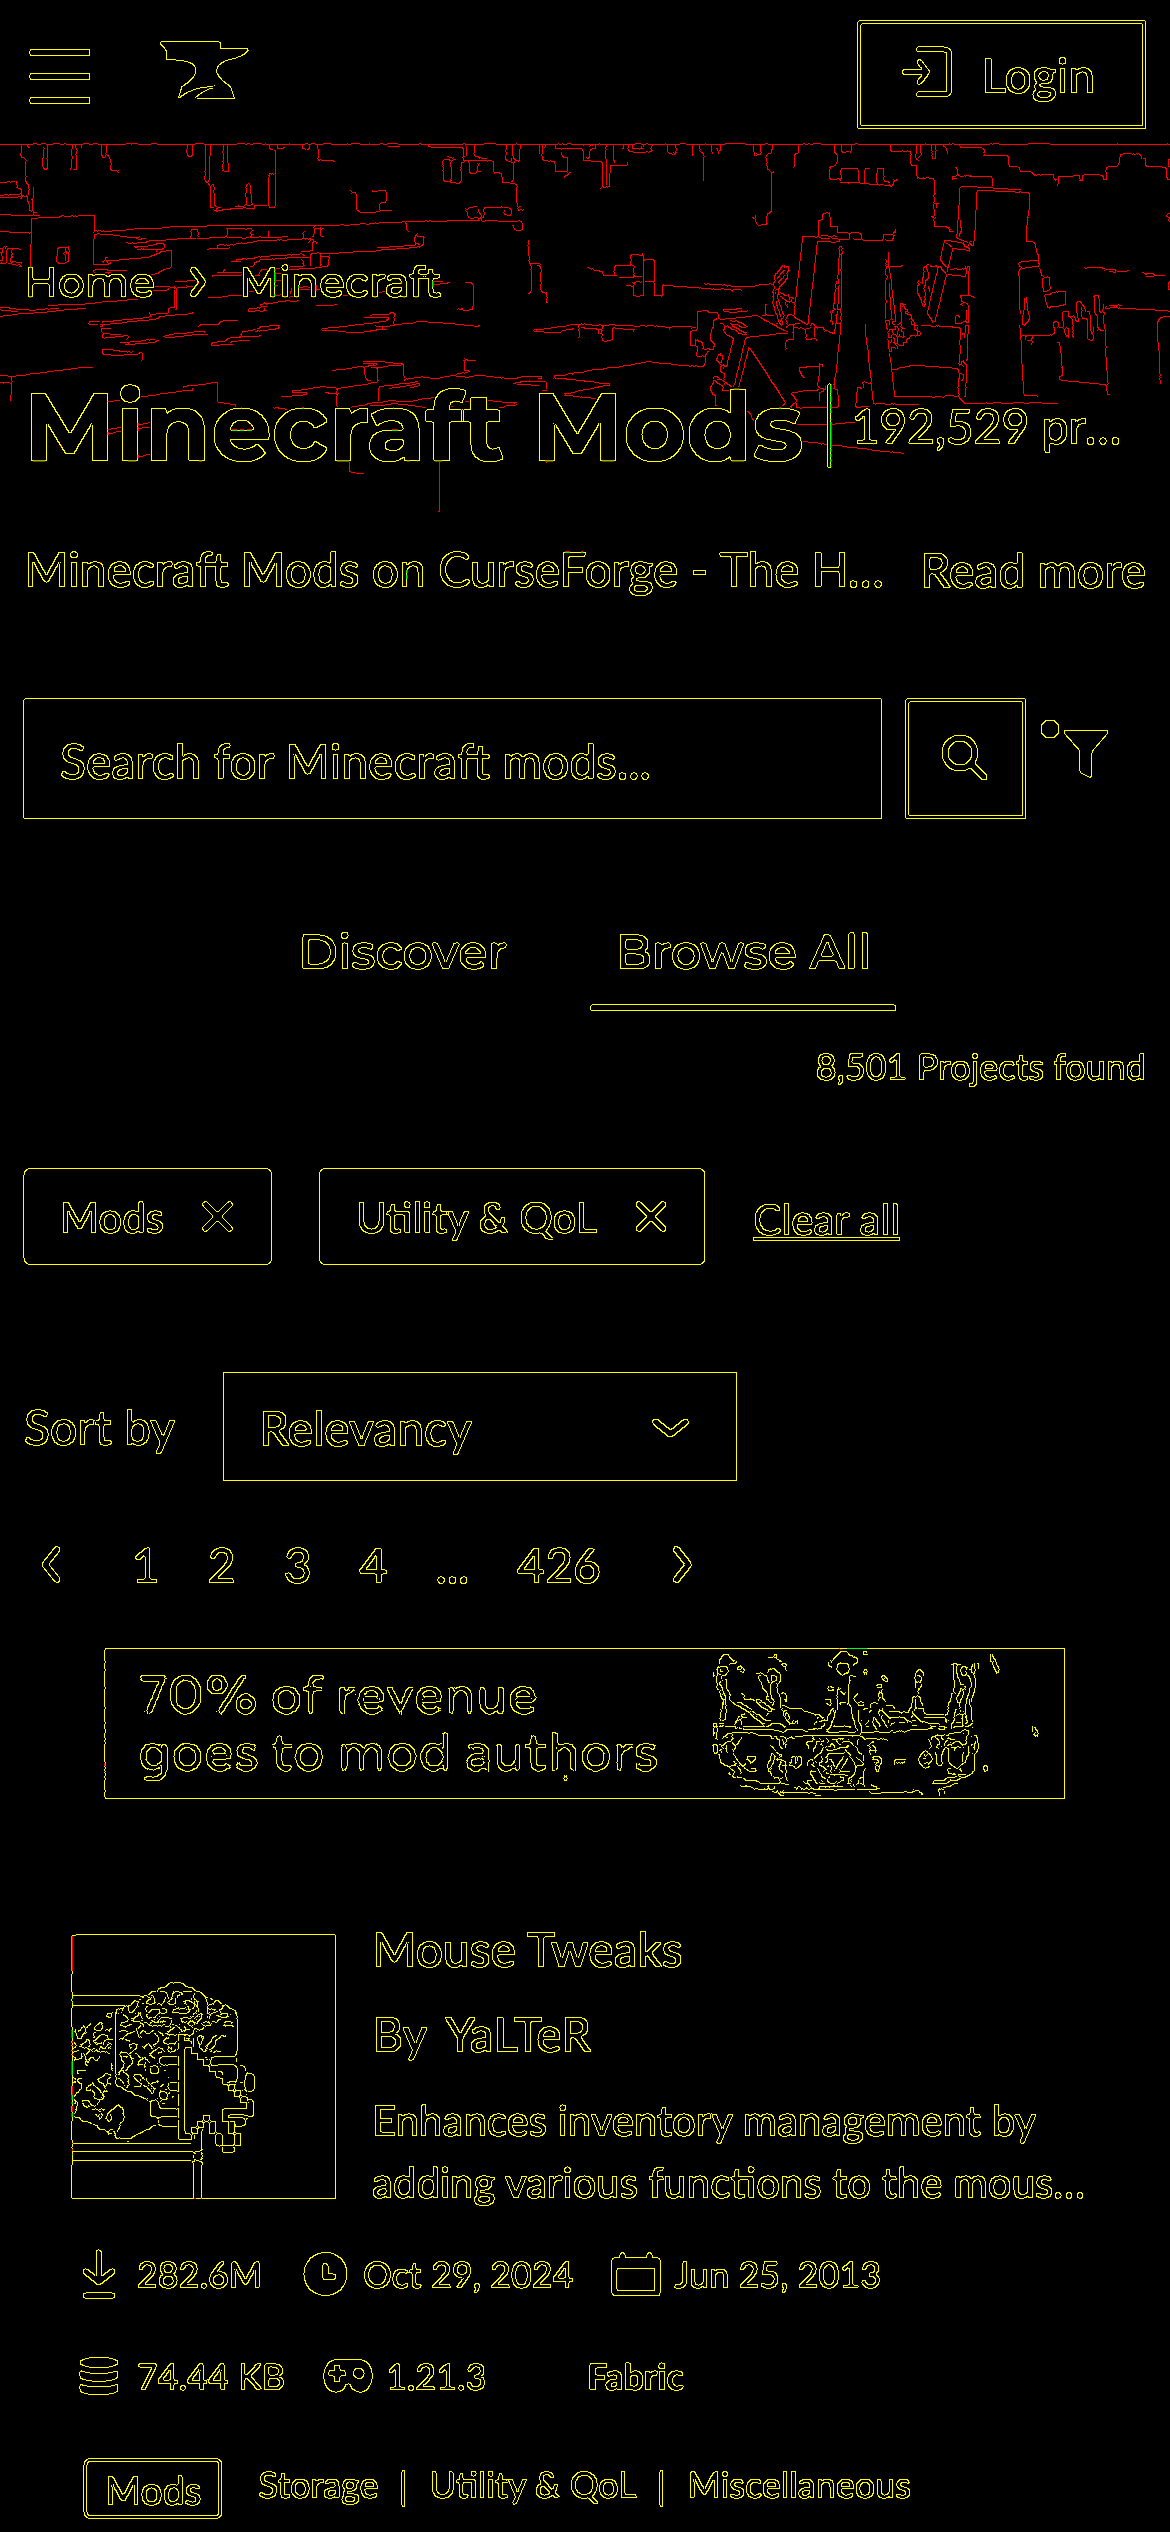 Login
Home › Minecraft
Minecraft Mods | 192,529 pr...
Minecraft Mods on CurseForge - The H... Read more
Search for Minecraft mods...
Discover Browse All
8,501 Projects found
Mods Utility & QoL Clear all
Sort by Relevancy
1 2 3 4 ... 426
70% of revenue
goes to mod authors
Mouse Tweaks
By YaLTeR
Enhances inventory management by
adding various functions to the mous...
282.6M Oct 29, 2024 Jun 25, 2013
74.44 KB 1.21.3 Fabric
Mods Storage | Utility & QoL | Miscellaneous